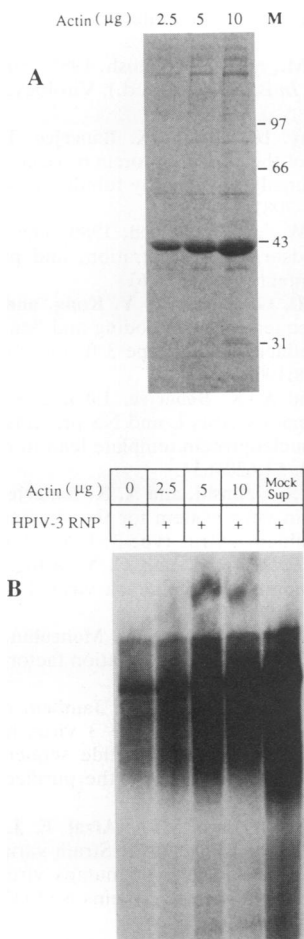 Actin (μg) 2.5 5 10 M
A
97
66
43
31
Actin (μg) 0 2.5 5 10 Mock Sup
HPIV-3 RNP + + + + +
B